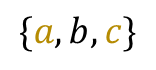 {a, b, c}